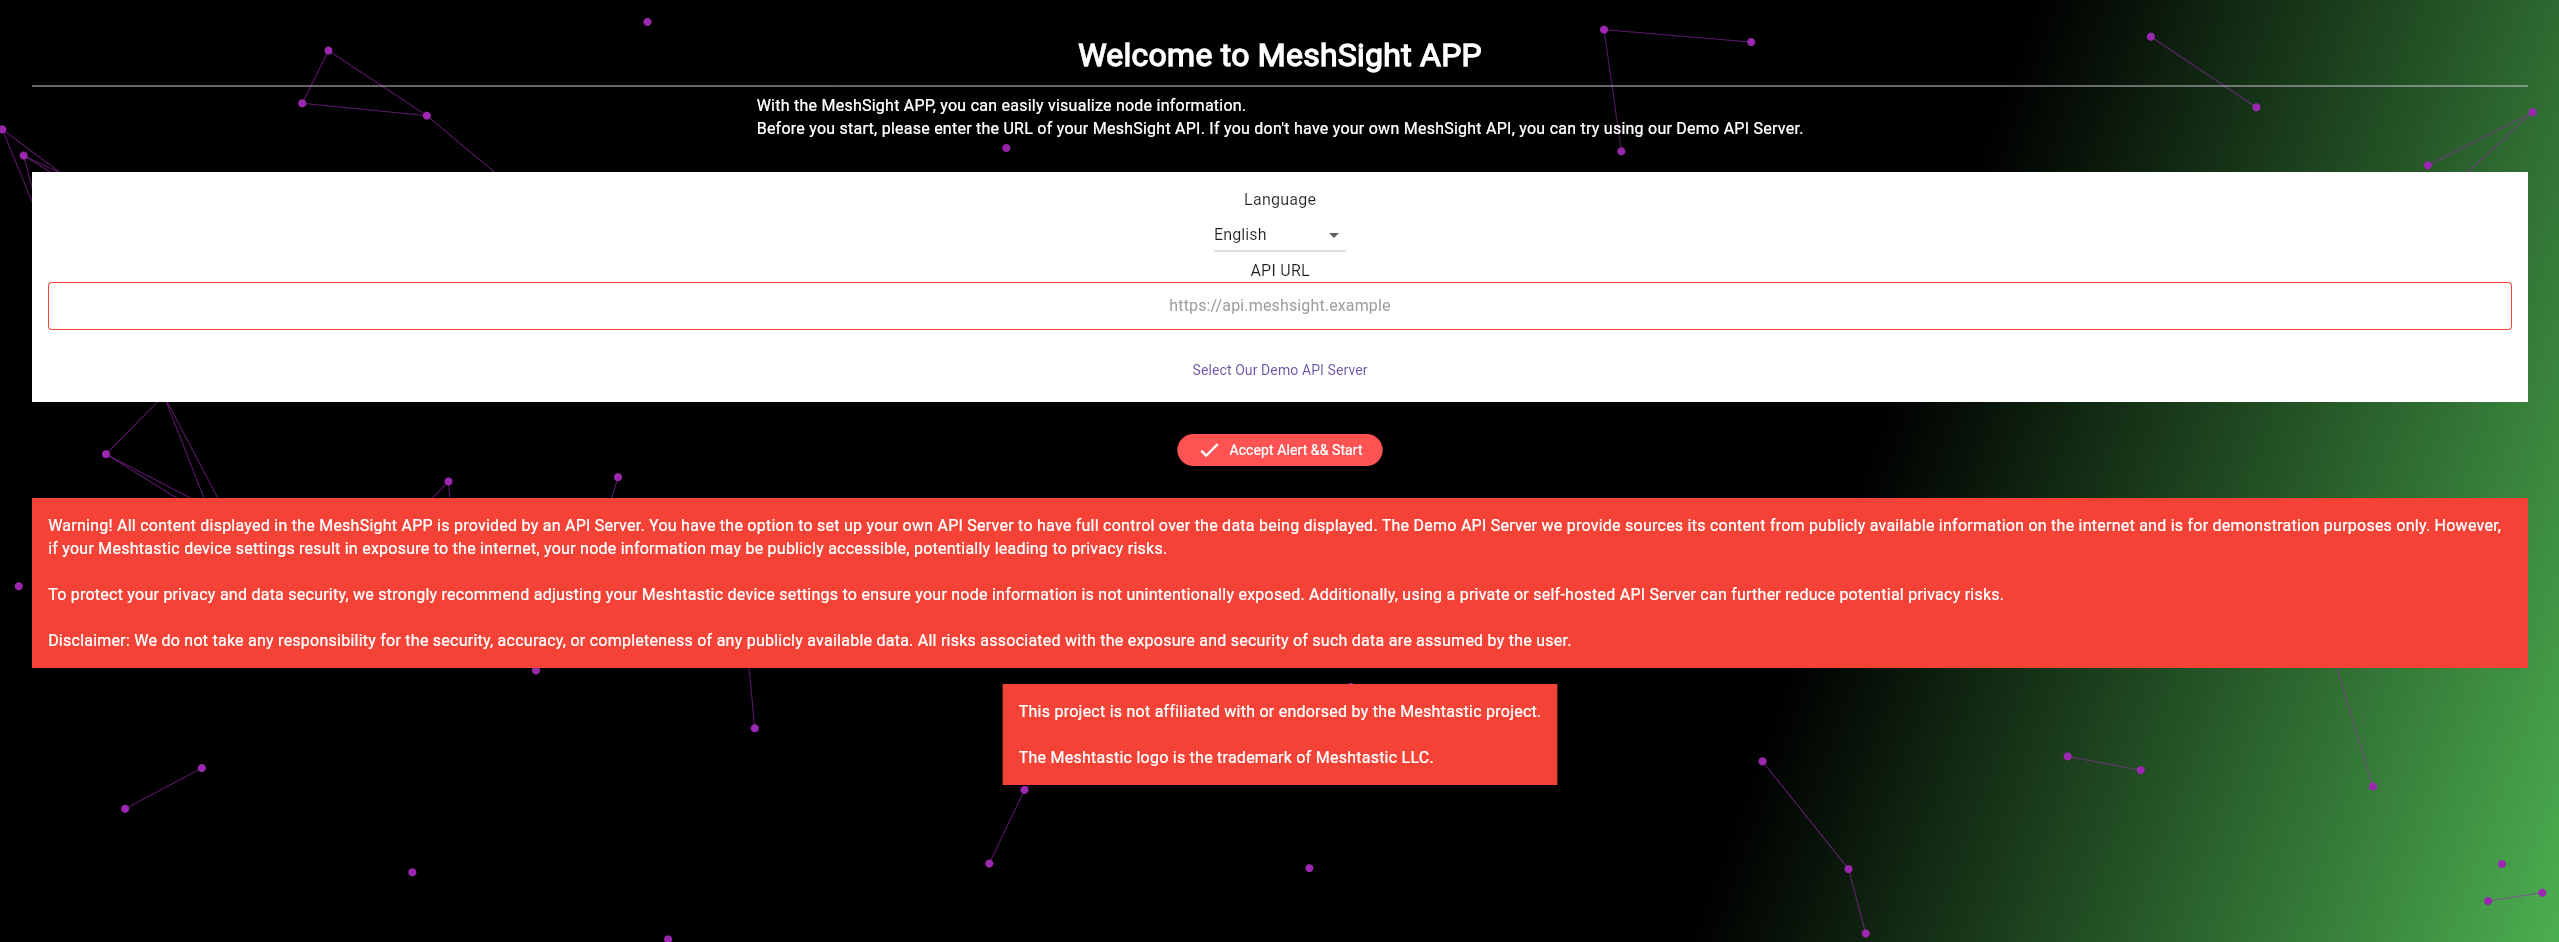 Welcome to MeshSight APP
With the MeshSight APP, you can easily visualize node information.
Before you start, please enter the URL of your MeshSight API. If you don't have your own MeshSight API, you can try using our Demo API Server.
Language
English
API URL
https://api.meshsight.example
Select Our Demo API Server
Accept Alert && Start
Warning! All content displayed in the MeshSight APP is provided by an API Server. You have the option to set up your own API Server to have full control over the data being displayed. The Demo API Server we provide sources its content from publicly available information on the internet and is for demonstration purposes only. However,
if your Meshtastic device settings result in exposure to the internet, your node information may be publicly accessible, potentially leading to privacy risks.
To protect your privacy and data security, we strongly recommend adjusting your Meshtastic device settings to ensure your node information is not unintentionally exposed. Additionally, using a private or self-hosted API Server can further reduce potential privacy risks.
Disclaimer: We do not take any responsibility for the security, accuracy, or completeness of any publicly available data. All risks associated with the exposure and security of such data are assumed by the user.
This project is not affiliated with or endorsed by the Meshtastic project.
The Meshtastic logo is the trademark of Meshtastic LLC.